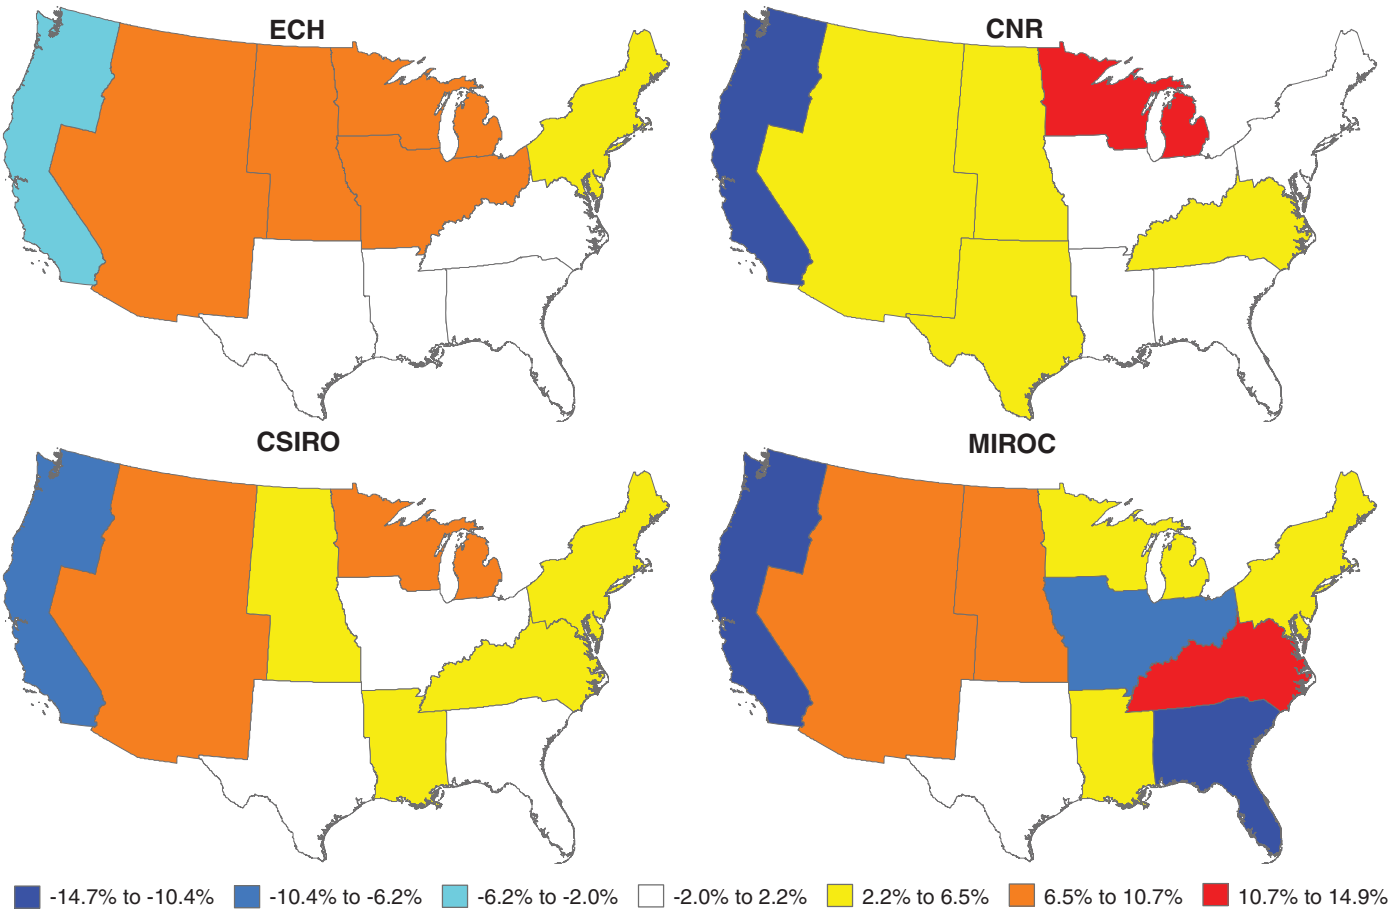 ECH
CNR
CSIRO
MIROC
-14.7% to -10.4% -10.4% to -6.2% -6.2% to -2.0% -2.0% to 2.2% 2.2% to 6.5% 6.5% to 10.7% 10.7% to 14.9%